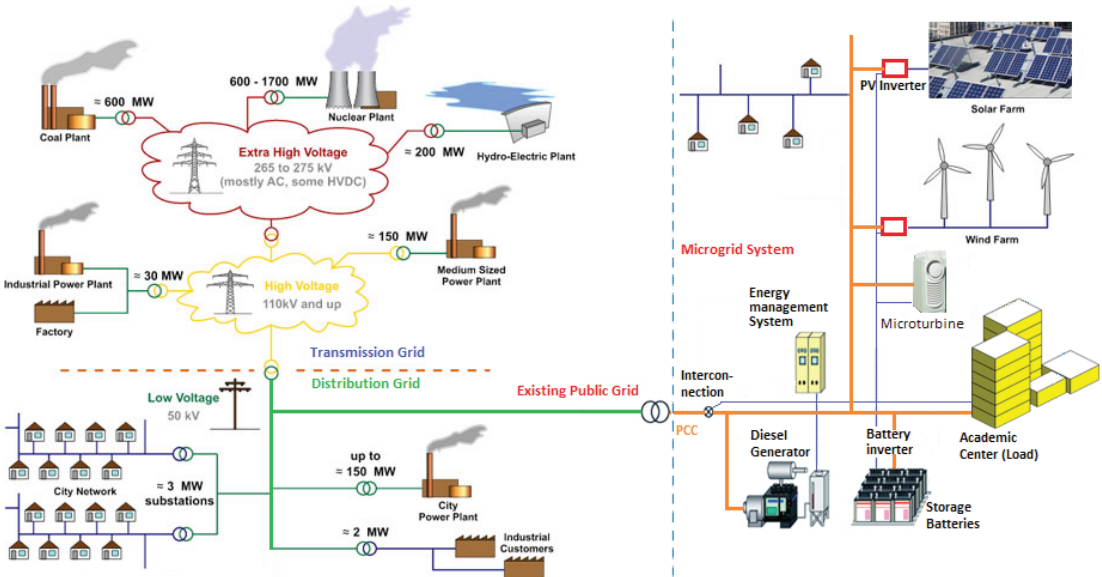 600 - 1700 MW
≈ 600 MW
Coal Plant
Nuclear Plant
≈ 200 MW
Hydro-Electric Plant
Extra High Voltage
265 to 275 kV
(mostly AC, some HVDC)
≈ 150 MW
Medium Sized
Power Plant
Industrial Power Plant
≈ 30 MW
Factory
High Voltage
110kV and up
Transmission Grid
Distribution Grid
Low Voltage
50 kV
Existing Public Grid
City Network
≈ 3 MW
substations
up to
≈ 150 MW
City
Power Plant
≈ 2 MW
Industrial
Customers
PV Inverter
Solar Farm
Wind Farm
Microgrid System
Energy
management
System
Microturbine
Intercon-
nection
PCC
Diesel
Generator
Battery
inverter
Academic
Center (Load)
Storage
Batteries